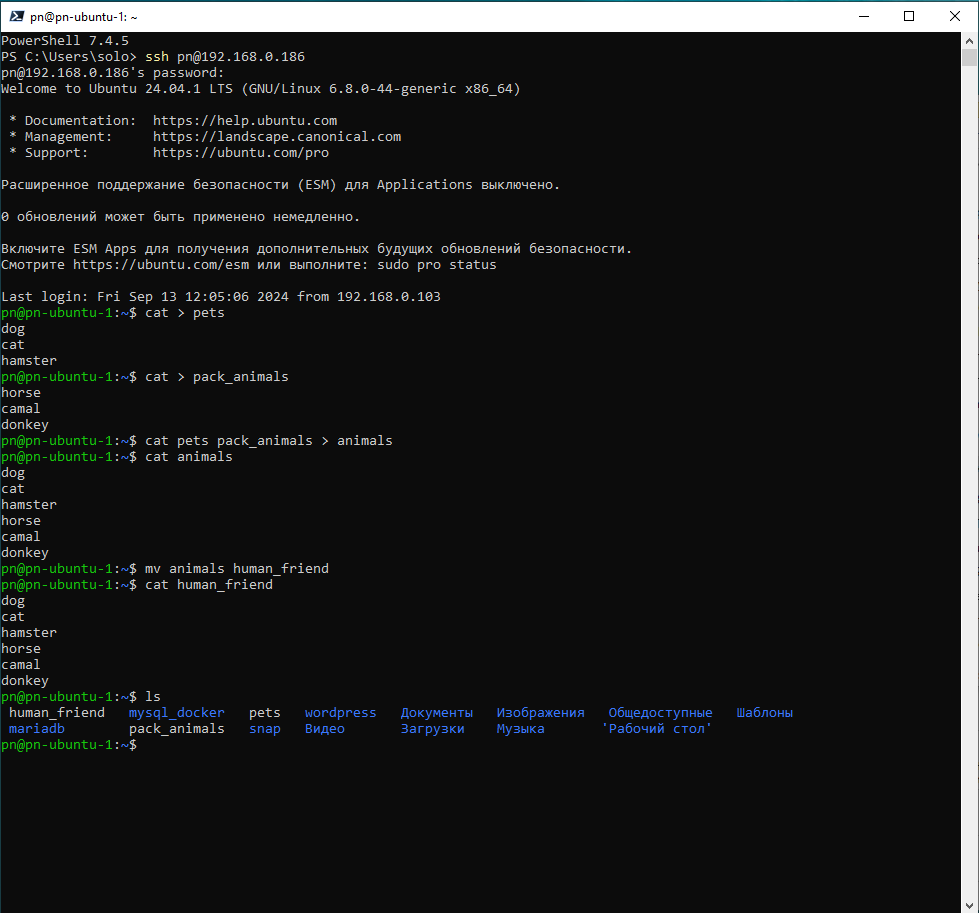 pn@pn-ubuntu-1: ~
PowerShell 7.4.5
PS C:\Users\solo> ssh pn@192.168.0.186
pn@192.168.0.186's password:
Welcome to Ubuntu 24.04.1 LTS (GNU/Linux 6.8.0-44-generic x86_64)
* Documentation:  https://help.ubuntu.com
* Management:     https://landscape.canonical.com
* Support:        https://ubuntu.com/pro
Расширенное поддержание безопасности (ESM) для Applications выключено.
0 обновлений может быть применено немедленно.
Включите ESM Apps для получения дополнительных будущих обновлений безопасности.
Смотрите https://ubuntu.com/esm или выполните: sudo pro status
Last login: Fri Sep 13 12:05:06 2024 from 192.168.0.103
pn@pn-ubuntu-1:~$ cat > pets
dog
cat
hamster
pn@pn-ubuntu-1:~$ cat > pack_animals
horse
camal
donkey
pn@pn-ubuntu-1:~$ cat pets pack_animals > animals
pn@pn-ubuntu-1:~$ cat animals
dog
cat
hamster
horse
camal
donkey
pn@pn-ubuntu-1:~$ mv animals human_friend
pn@pn-ubuntu-1:~$ cat human_friend
dog
cat
hamster
horse
camal
donkey
pn@pn-ubuntu-1:~$ ls
human_friend   mysql_docker   pets   wordpress   Документы   Изображения   Общедоступные   Шаблоны
mariadb        pack_animals   snap   Видео       Загрузки    Музыка       'Рабочий стол'
pn@pn-ubuntu-1:~$